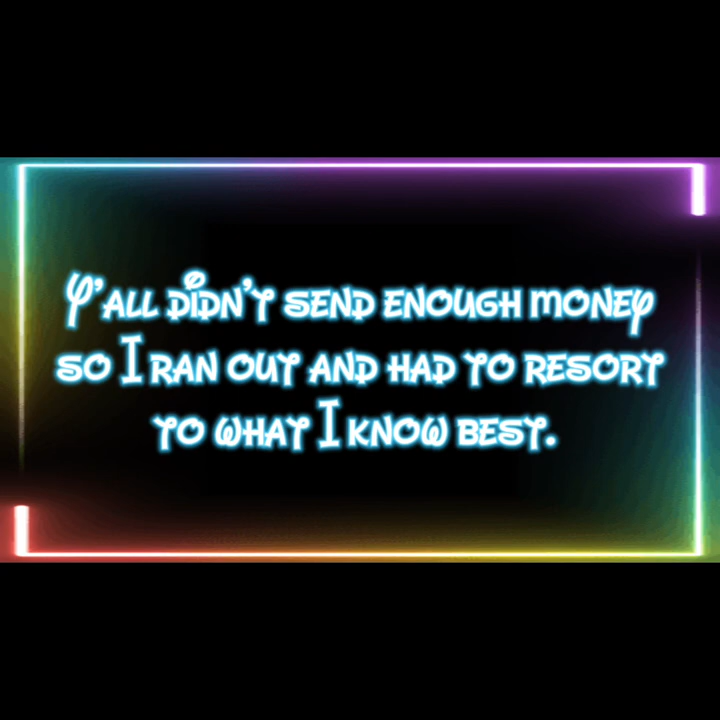 Y'all didn't send enough money
so I ran out and had to resort
to what I know best.